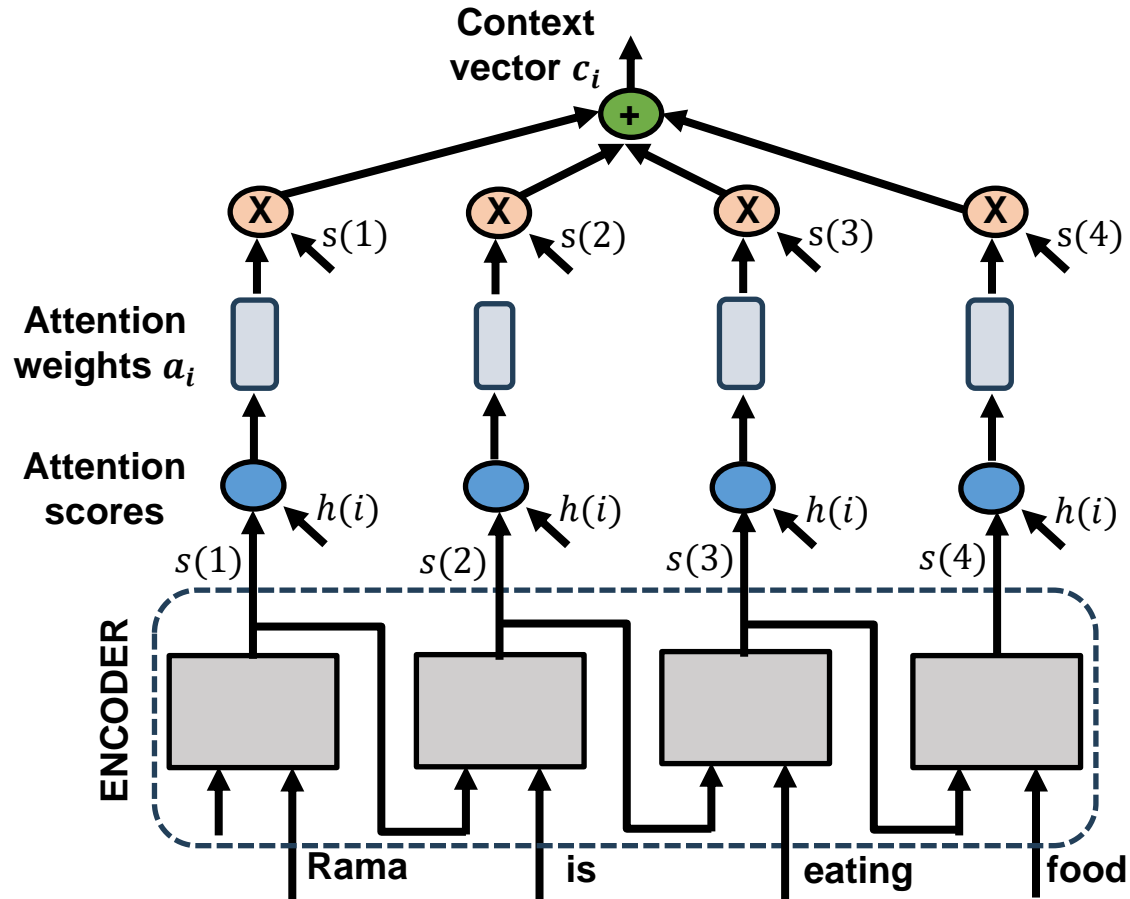 Context
vector c_i
+
X X X X
s(1) s(2) s(3) s(4)
Attention
weights a_i
Attention
scores
h(i) h(i) h(i) h(i)
s(1) s(2) s(3) s(4)
ENCODER
Rama is eating food